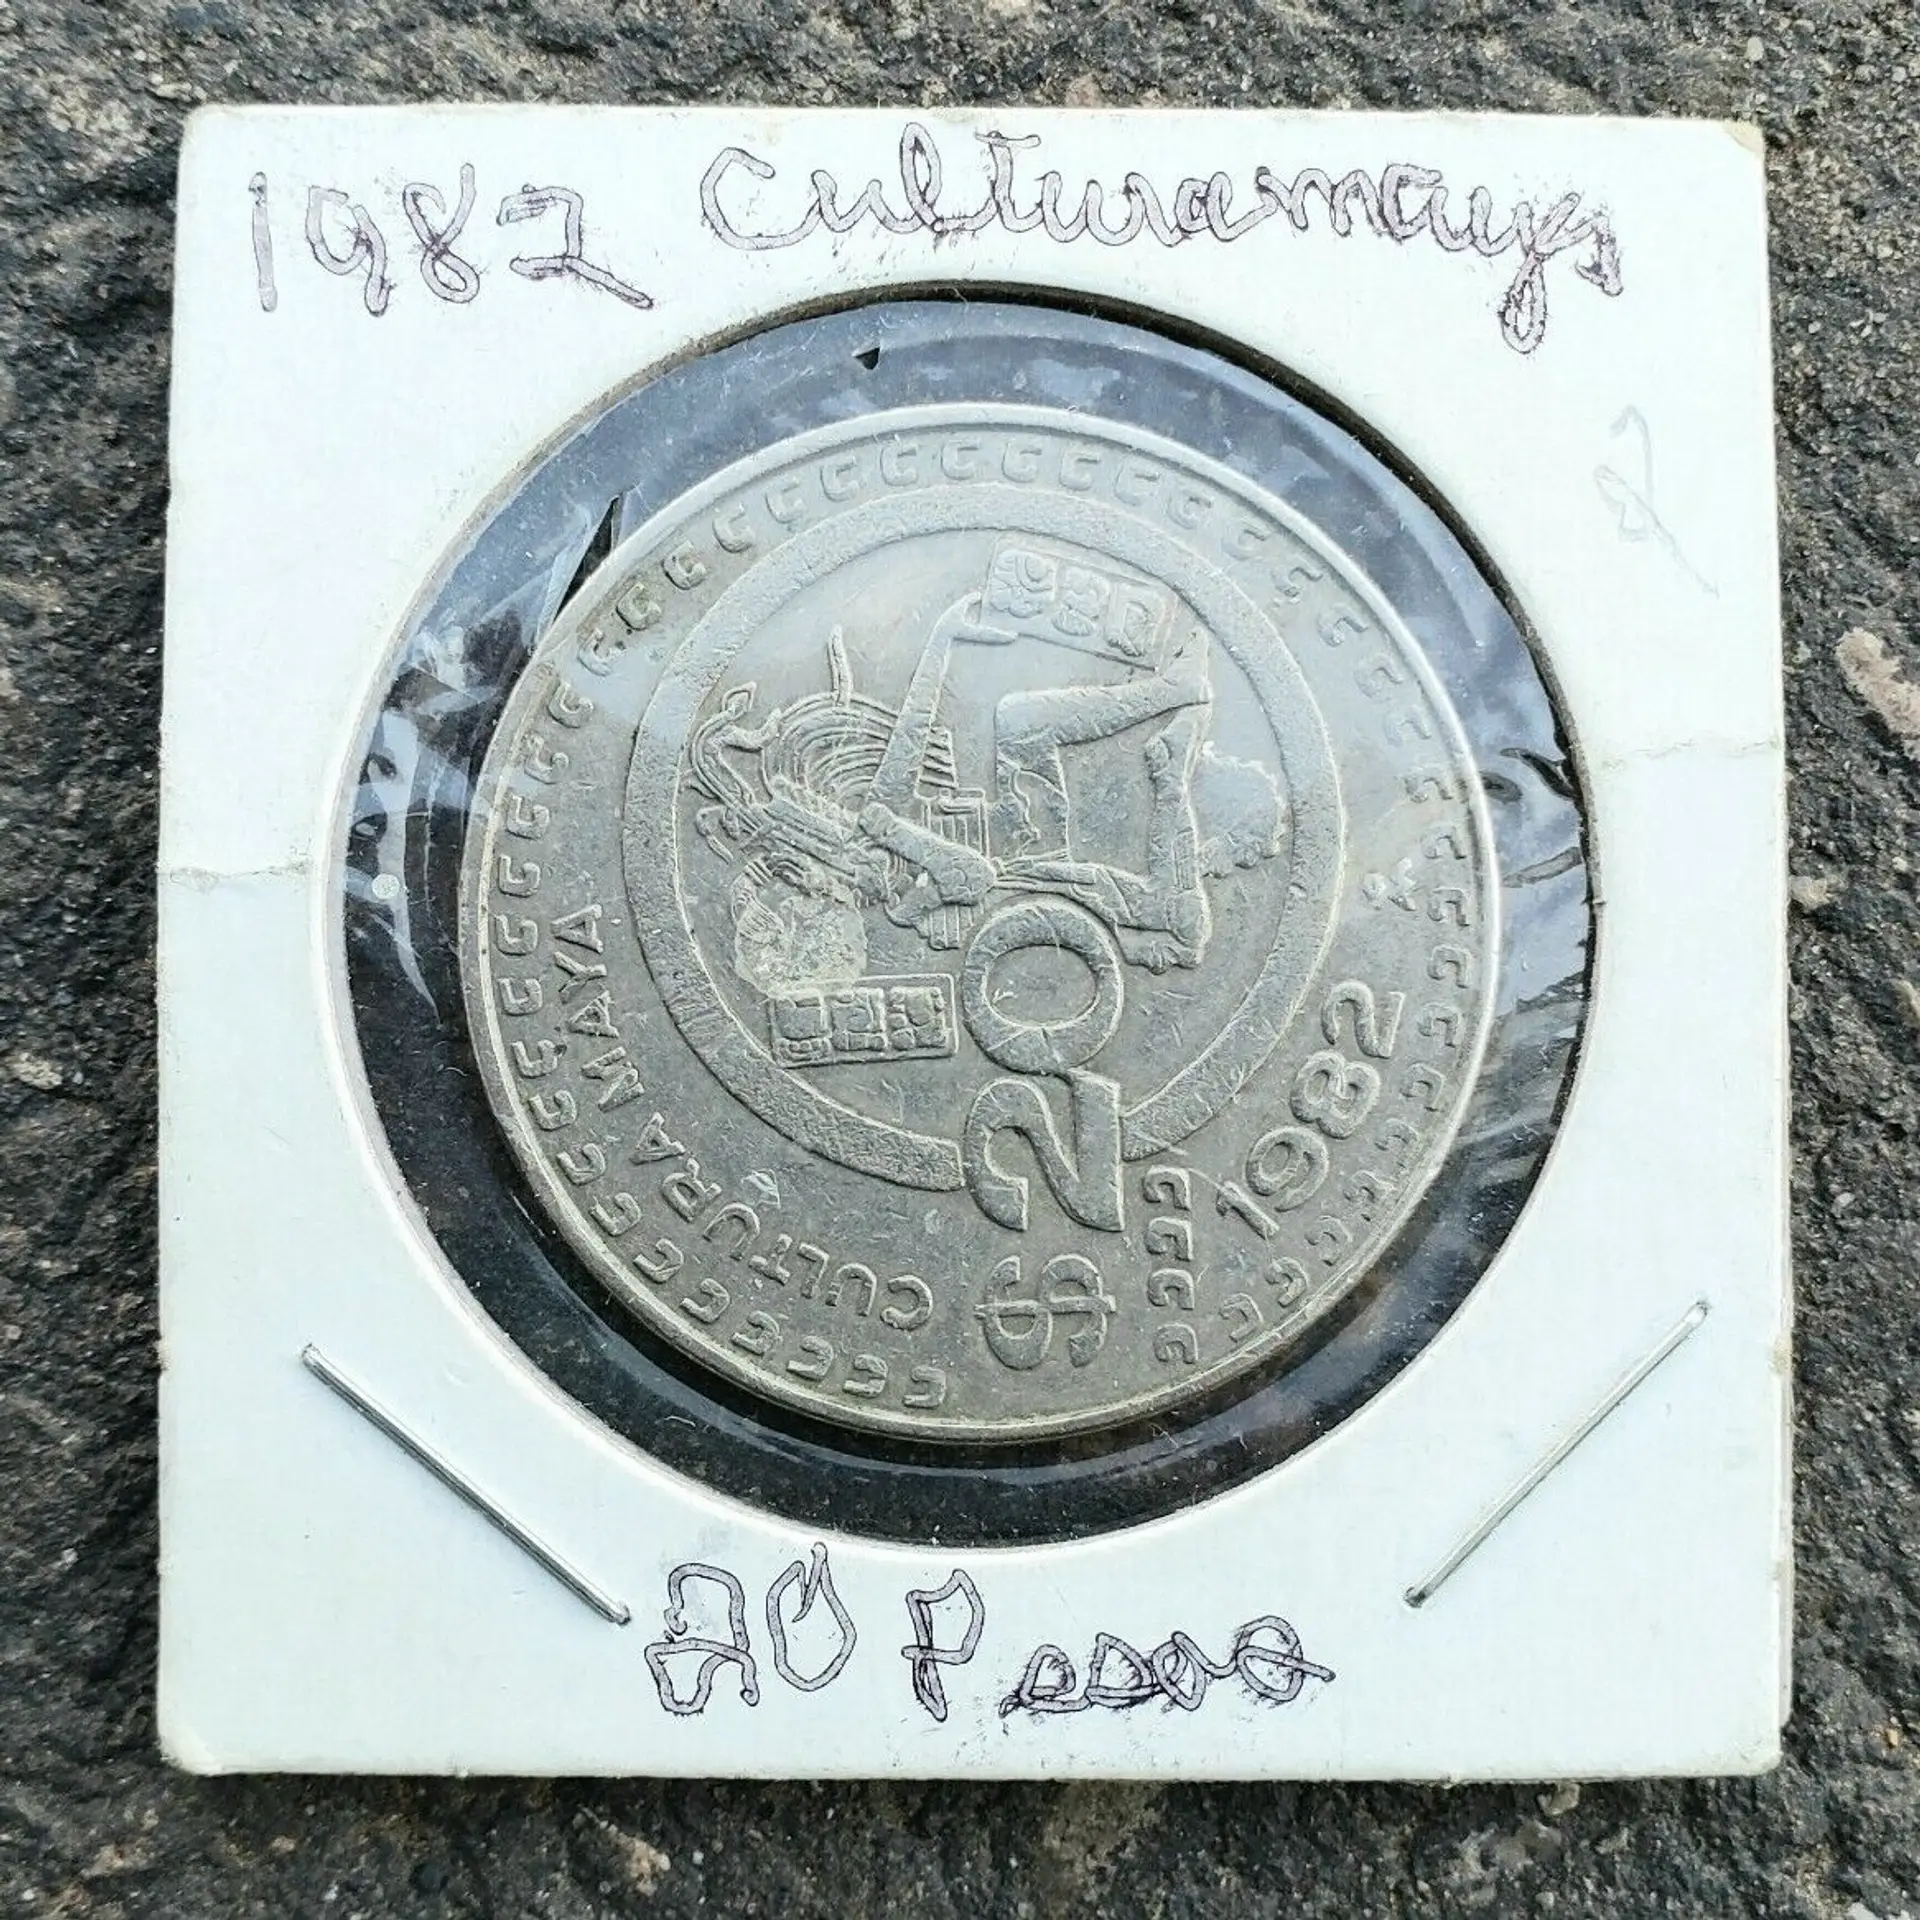 1982 Culturamaya
CULTURA MAYA
$20
1982
20 Pesos